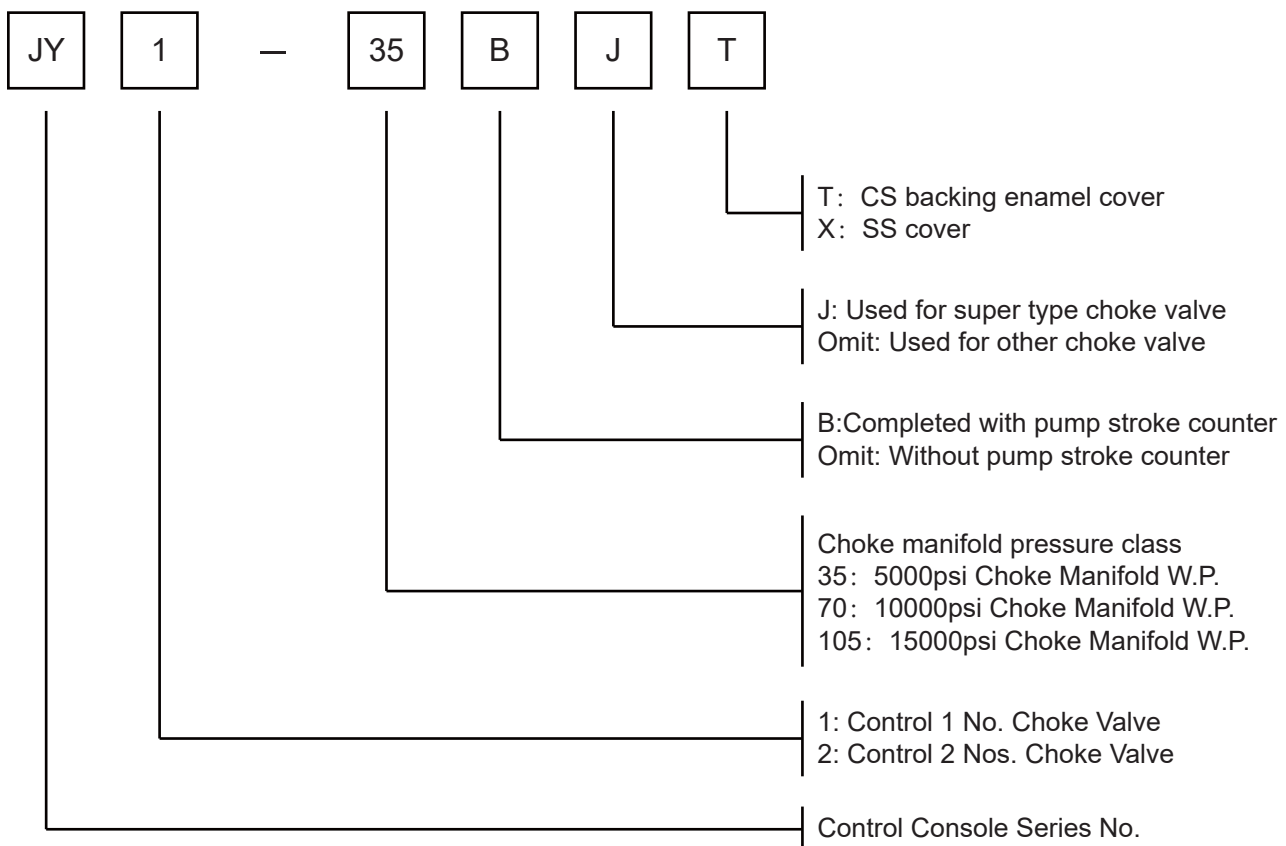 JY 1 — 35 B J T
T： CS backing enamel cover
X： SS cover
J: Used for super type choke valve
Omit: Used for other choke valve
B:Completed with pump stroke counter
Omit: Without pump stroke counter
Choke manifold pressure class
35： 5000psi Choke Manifold W.P.
70： 10000psi Choke Manifold W.P.
105： 15000psi Choke Manifold W.P.
1: Control 1 No. Choke Valve
2: Control 2 Nos. Choke Valve
Control Console Series No.